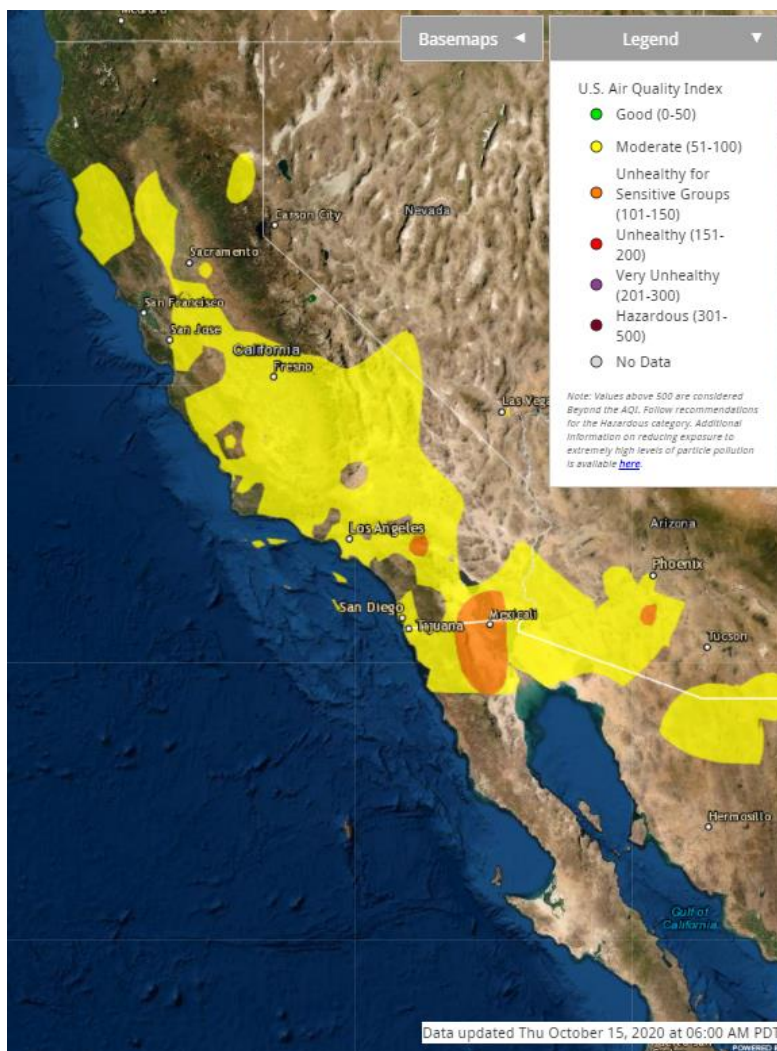 Basemaps
Legend
U.S. Air Quality Index
Good (0-50)
Moderate (51-100)
Unhealthy for
Sensitive Groups
(101-150)
Unhealthy (151-
200)
Very Unhealthy
(201-300)
Hazardous (301-
500)
No Data
Note: Values above 500 are considered
Beyond the AQI. Follow recommendations
for the Hazardous category. Additional
information on reducing exposure to
extremely high levels of particle pollution
is available here.
Carson City
Nevada
Sacramento
San Francisco
San Jose
California
Fresno
Las Vega
Los Angeles
Arizona
Phoenix
San Diego
Mexicali
Tijuana
Tucson
Hermosillo
Gulf of
California
Data updated Thu October 15, 2020 at 06:00 AM PDT
POWERED